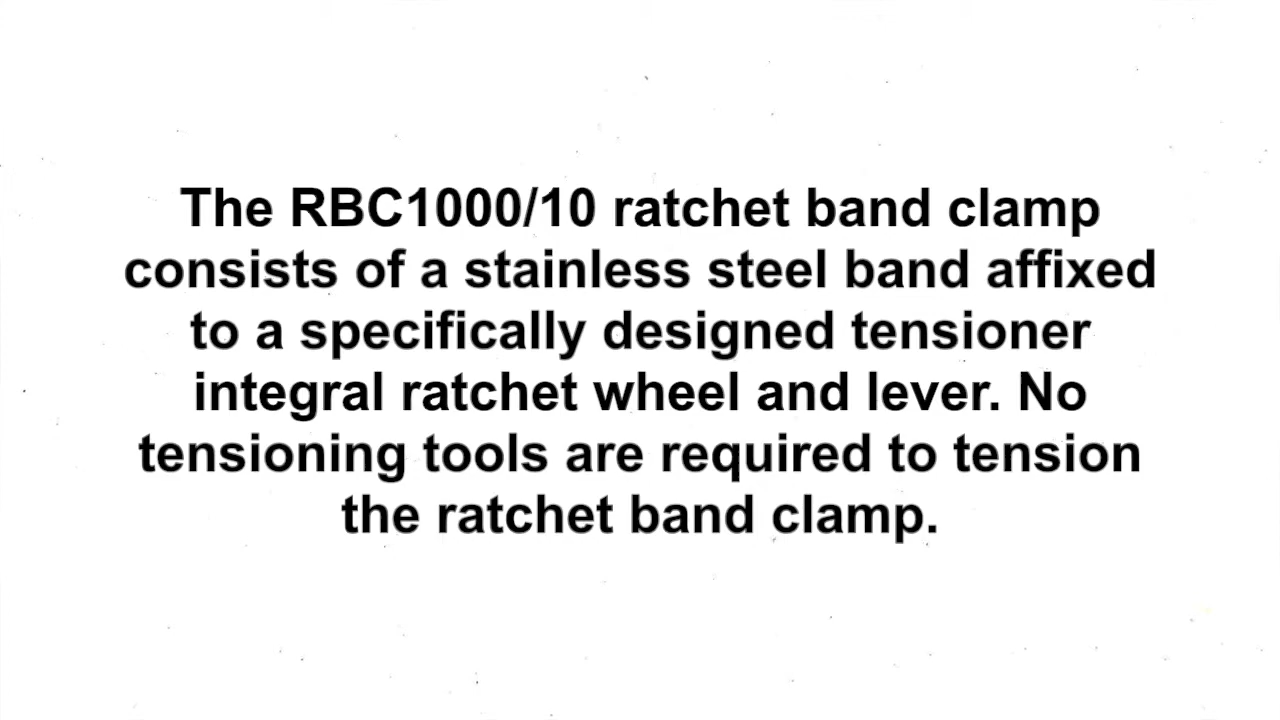 The RBC1000/10 ratchet band clamp
consists of a stainless steel band affixed
to a specifically designed tensioner
integral ratchet wheel and lever. No
tensioning tools are required to tension
the ratchet band clamp.